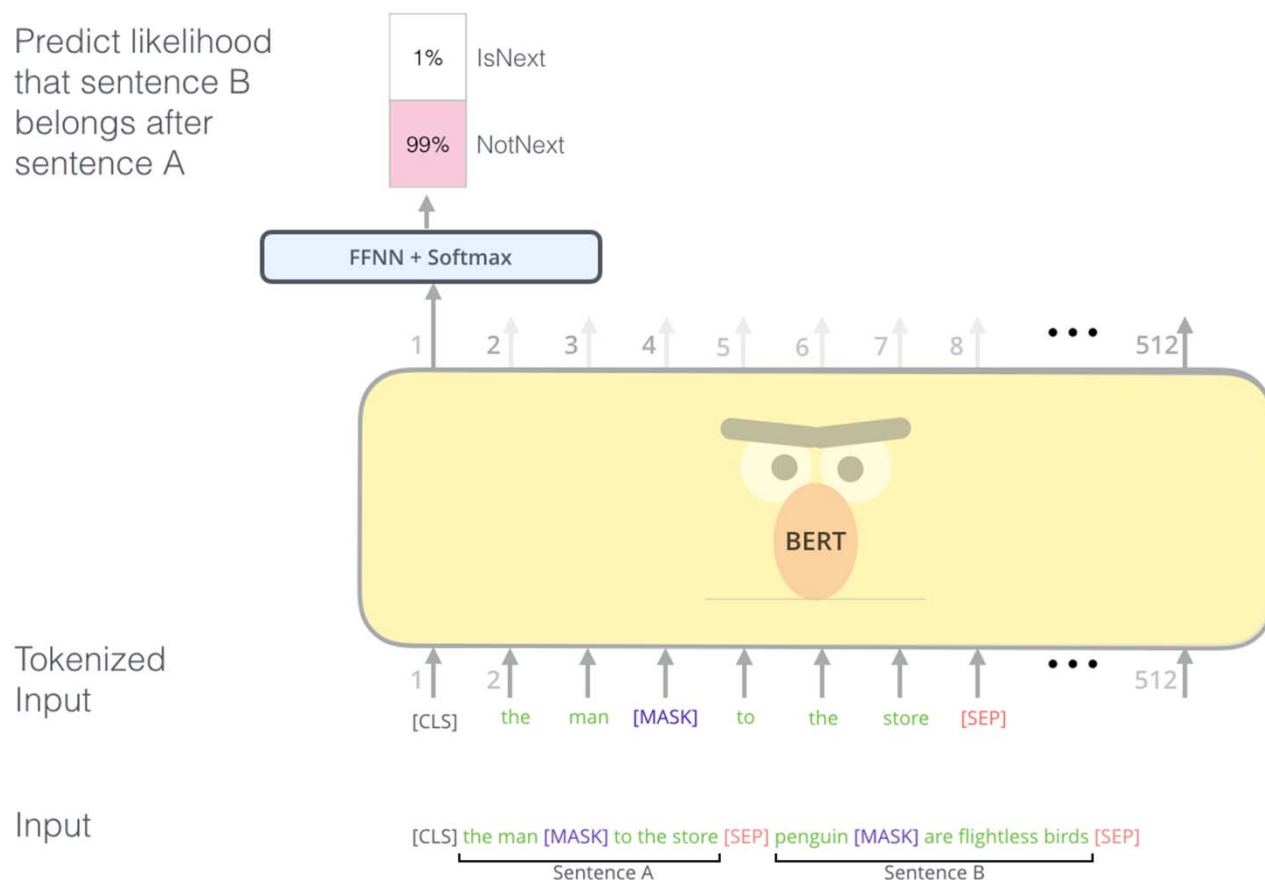 Predict likelihood
that sentence B
belongs after
sentence A
1% IsNext
99% NotNext
FFNN + Softmax
1 2 3 4 5 6 7 8 ••• 512
BERT
Tokenized
Input
1 2 ••• 512
[CLS] the man [MASK] to the store [SEP]
Input
[CLS] the man [MASK] to the store [SEP] penguin [MASK] are flightless birds [SEP]
Sentence A Sentence B